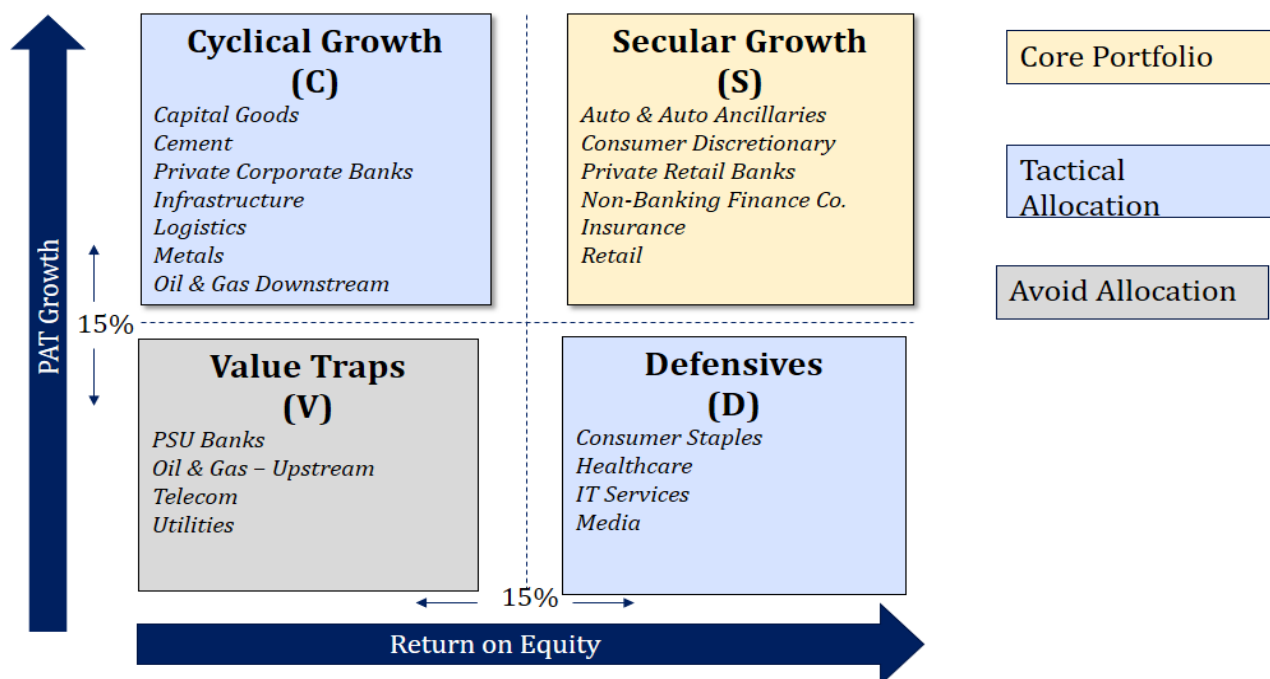 Cyclical Growth
(C)
Capital Goods
Cement
Private Corporate Banks
Infrastructure
Logistics
Metals
Oil & Gas Downstream
Secular Growth
(S)
Auto & Auto Ancillaries
Consumer Discretionary
Private Retail Banks
Non-Banking Finance Co.
Insurance
Retail
Core Portfolio
Tactical
Allocation
Avoid Allocation
PAT Growth
15%
Value Traps
(V)
PSU Banks
Oil & Gas – Upstream
Telecom
Utilities
Defensives
(D)
Consumer Staples
Healthcare
IT Services
Media
15%
Return on Equity